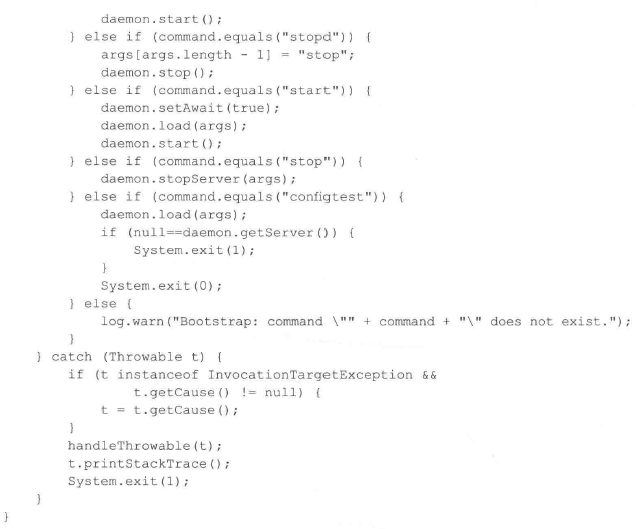 daemon.start();
        } else if (command.equals("stopd")) {
            args[args.length - 1] = "stop";
            daemon.stop();
        } else if (command.equals("start")) {
            daemon.setAwait(true);
            daemon.load(args);
            daemon.start();
        } else if (command.equals("stop")) {
            daemon.stopServer(args);
        } else if (command.equals("configtest")) {
            daemon.load(args);
            if (null==daemon.getServer()) {
                System.exit(1);
            }
            System.exit(0);
        } else {
            log.warn("Bootstrap: command \"" + command + "\" does not exist.");
        }
    } catch (Throwable t) {
        if (t instanceof InvocationTargetException &&
                t.getCause() != null) {
            t = t.getCause();
        }
        handleThrowable(t);
        t.printStackTrace();
        System.exit(1);
    }
}